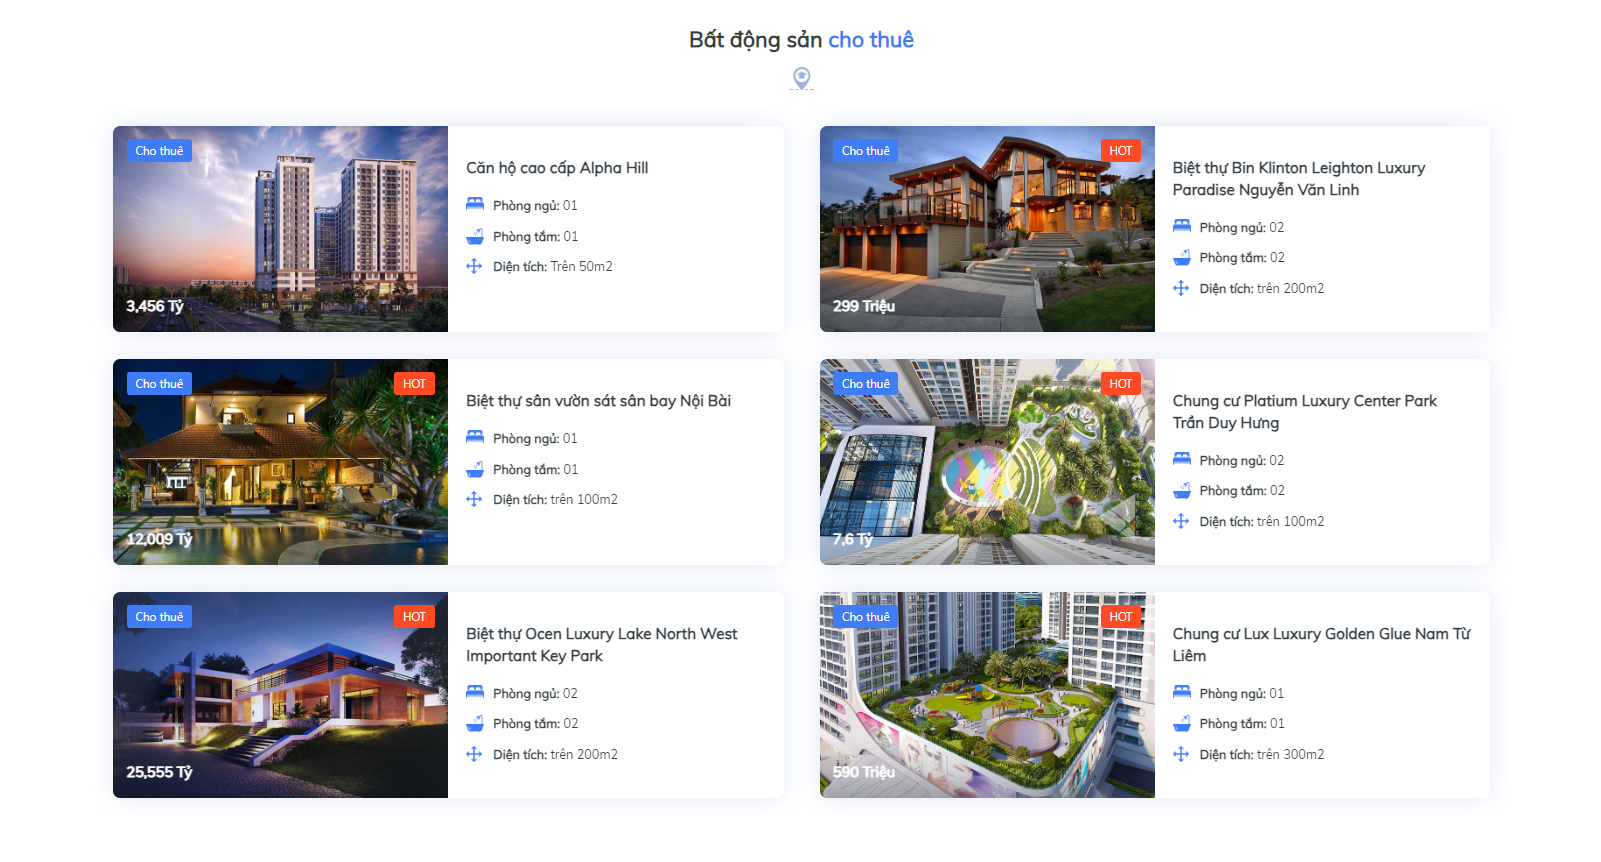 Bất động sản cho thuê
Cho thuê
3,456 Tỷ
Căn hộ cao cấp Alpha Hill
Phòng ngủ: 01
Phòng tắm: 01
Diện tích: Trên 50m2
Cho thuê
HOT
299 Triệu
Biệt thự Bin Klinton Leighton Luxury
Paradise Nguyễn Văn Linh
Phòng ngủ: 02
Phòng tắm: 02
Diện tích: trên 200m2
Cho thuê
HOT
12,009 Tỷ
Biệt thự sân vườn sát sân bay Nội Bài
Phòng ngủ: 01
Phòng tắm: 01
Diện tích: trên 100m2
Cho thuê
HOT
7,6 Tỷ
Chung cư Platium Luxury Center Park
Trần Duy Hưng
Phòng ngủ: 02
Phòng tắm: 02
Diện tích: trên 100m2
Cho thuê
HOT
25,555 Tỷ
Biệt thự Ocen Luxury Lake North West
Important Key Park
Phòng ngủ: 02
Phòng tắm: 02
Diện tích: trên 200m2
Cho thuê
HOT
590 Triệu
Chung cư Lux Luxury Golden Glue Nam Từ
Liêm
Phòng ngủ: 01
Phòng tắm: 01
Diện tích: trên 300m2